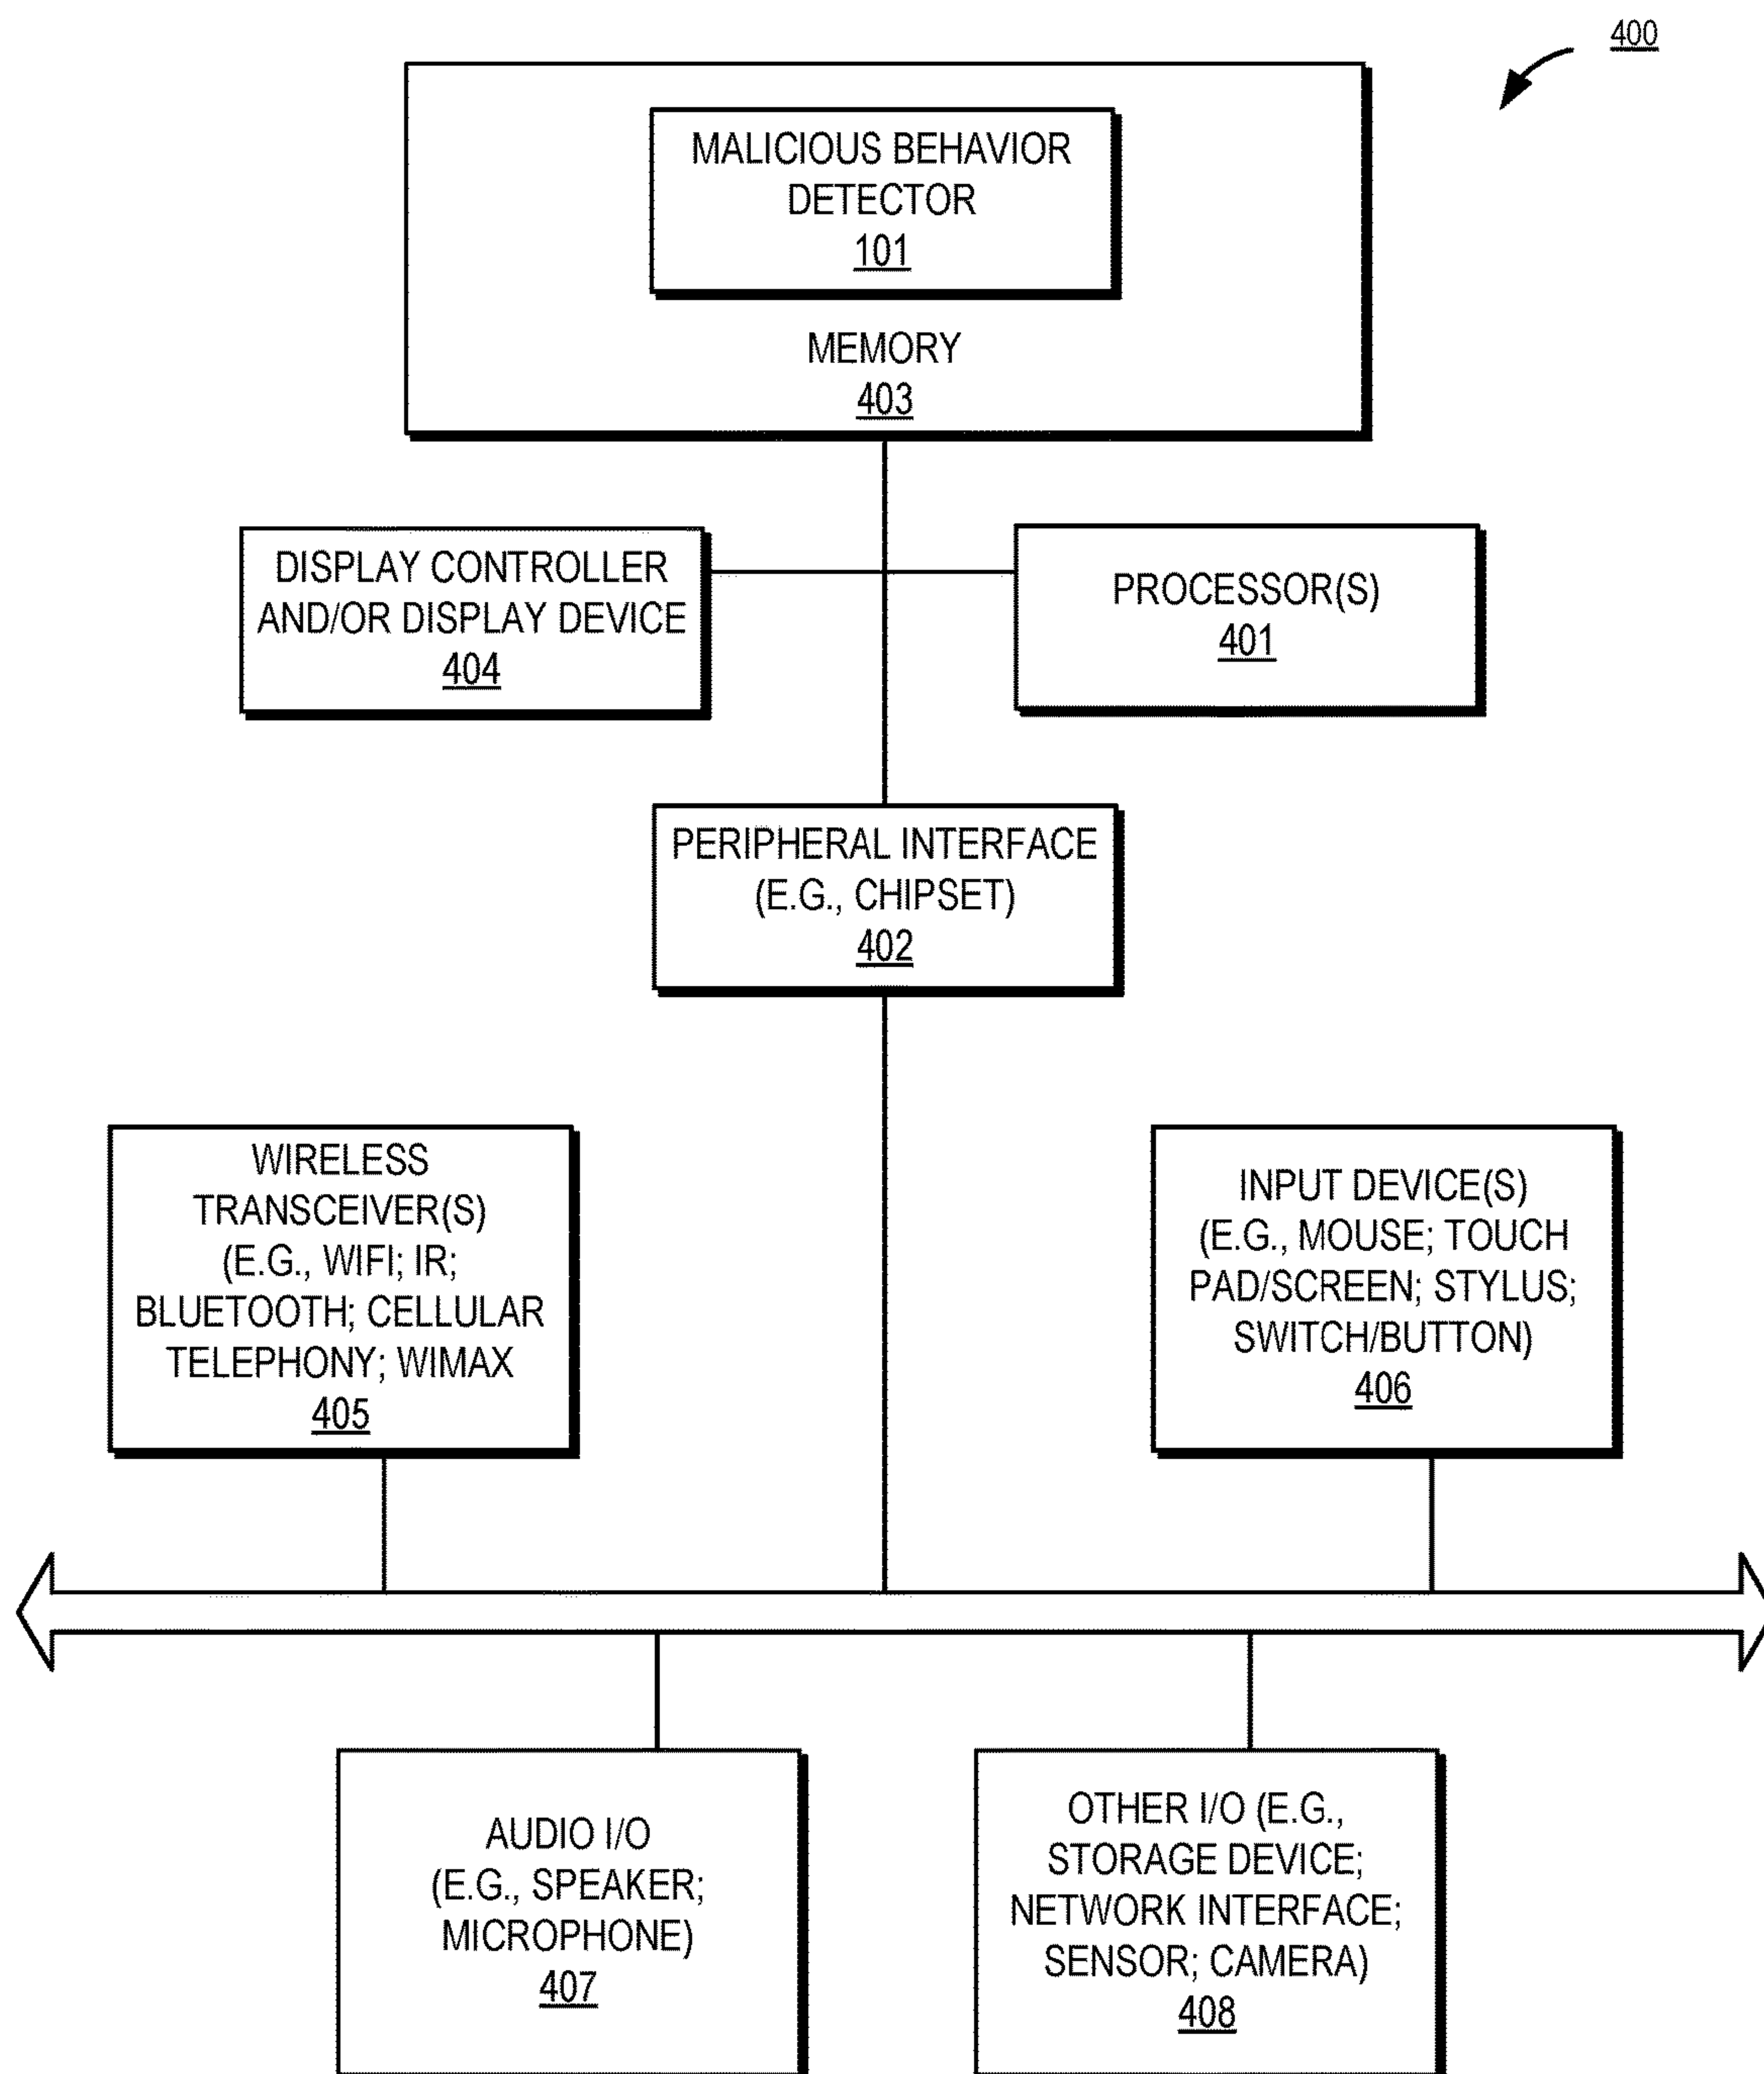 400
MALICIOUS BEHAVIOR
DETECTOR
101
MEMORY
403
DISPLAY CONTROLLER
AND/OR DISPLAY DEVICE
404
PROCESSOR(S)
401
PERIPHERAL INTERFACE
(E.G., CHIPSET)
402
WIRELESS
TRANSCEIVER(S)
(E.G., WIFI; IR;
BLUETOOTH; CELLULAR
TELEPHONY; WIMAX
405
INPUT DEVICE(S)
(E.G., MOUSE; TOUCH
PAD/SCREEN; STYLUS;
SWITCH/BUTTON)
406
AUDIO I/O
(E.G., SPEAKER;
MICROPHONE)
407
OTHER I/O (E.G.,
STORAGE DEVICE;
NETWORK INTERFACE;
SENSOR; CAMERA)
408